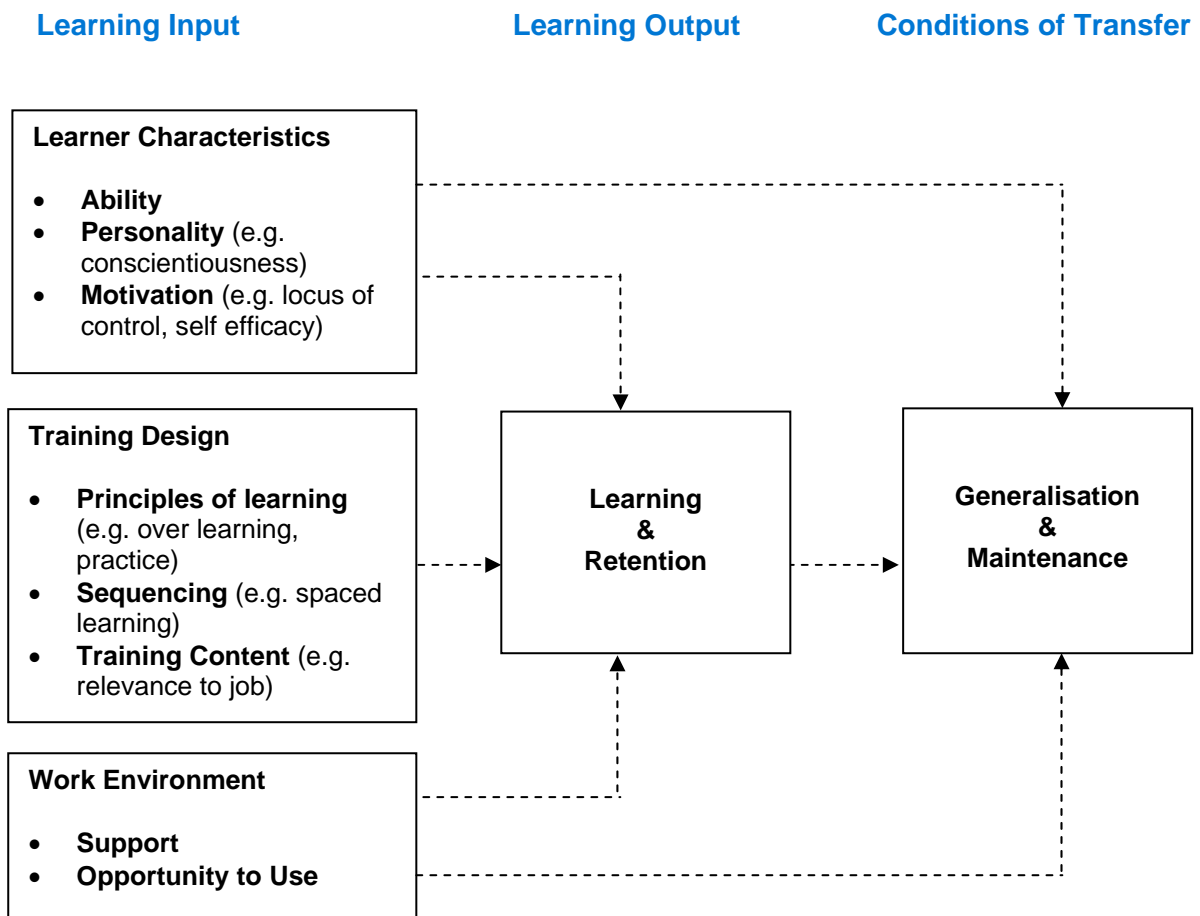 Learning Input
Learning Output
Conditions of Transfer
Learner Characteristics
• Ability
• Personality (e.g.
conscientiousness)
• Motivation (e.g. locus of
control, self efficacy)
Training Design
• Principles of learning
(e.g. over learning,
practice)
• Sequencing (e.g. spaced
learning)
• Training Content (e.g.
relevance to job)
Work Environment
• Support
• Opportunity to Use
Learning
&
Retention
Generalisation
&
Maintenance